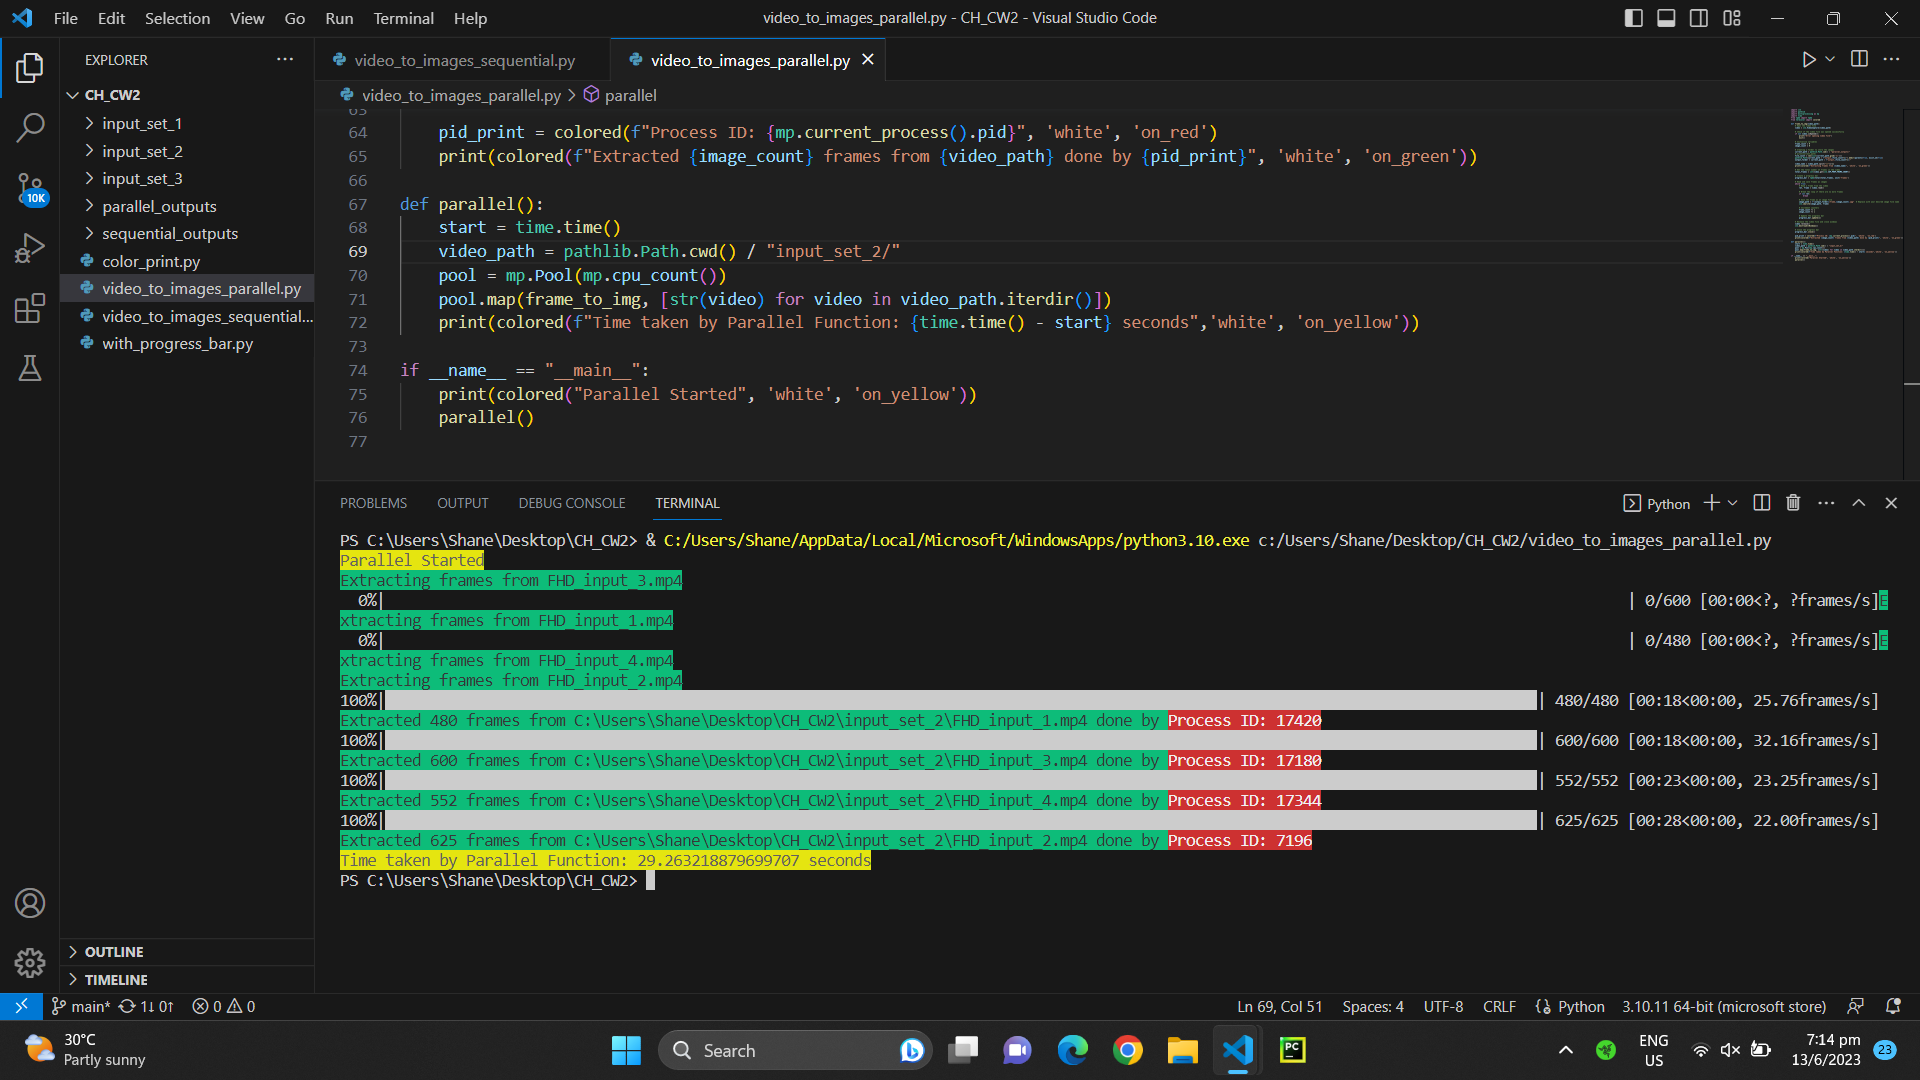 File Edit Selection View Go Run Terminal Help
video_to_images_parallel.py - CH_CW2 - Visual Studio Code
EXPLORER
CH_CW2
input_set_1
input_set_2
input_set_3
parallel_outputs
sequential_outputs
color_print.py
video_to_images_parallel.py
video_to_images_sequential...
with_progress_bar.py
10K
OUTLINE
TIMELINE
video_to_images_sequential.py
video_to_images_parallel.py
video_to_images_parallel.py > parallel
63
64 pid_print = colored(f"Process ID: {mp.current_process().pid}", 'white', 'on_red')
65 print(colored(f"Extracted {image_count} frames from {video_path} done by {pid_print}", 'white', 'on_green'))
66
67 def parallel():
68 start = time.time()
69 video_path = pathlib.Path.cwd() / "input_set_2/"
70 pool = mp.Pool(mp.cpu_count())
71 pool.map(frame_to_img, [str(video) for video in video_path.iterdir()])
72 print(colored(f"Time taken by Parallel Function: {time.time() - start} seconds",'white', 'on_yellow'))
73
74 if __name__ == "__main__":
75 print(colored("Parallel Started", 'white', 'on_yellow'))
76 parallel()
77
PROBLEMS OUTPUT DEBUG CONSOLE TERMINAL
Python
PS C:\Users\Shane\Desktop\CH_CW2> & C:/Users/Shane/AppData/Local/Microsoft/WindowsApps/python3.10.exe c:/Users/Shane/Desktop/CH_CW2/video_to_images_parallel.py
Parallel Started
Extracting frames from FHD_input_3.mp4
0%| | 0/600 [00:00<?, ?frames/s]E
xtracting frames from FHD_input_1.mp4
0%| | 0/480 [00:00<?, ?frames/s]E
xtracting frames from FHD_input_4.mp4
Extracting frames from FHD_input_2.mp4
100%| | 480/480 [00:18<00:00, 25.76frames/s]
Extracted 480 frames from C:\Users\Shane\Desktop\CH_CW2\input_set_2\FHD_input_1.mp4 done by Process ID: 17420
100%| | 600/600 [00:18<00:00, 32.16frames/s]
Extracted 600 frames from C:\Users\Shane\Desktop\CH_CW2\input_set_2\FHD_input_3.mp4 done by Process ID: 17180
100%| | 552/552 [00:23<00:00, 23.25frames/s]
Extracted 552 frames from C:\Users\Shane\Desktop\CH_CW2\input_set_2\FHD_input_4.mp4 done by Process ID: 17344
100%| | 625/625 [00:28<00:00, 22.00frames/s]
Extracted 625 frames from C:\Users\Shane\Desktop\CH_CW2\input_set_2\FHD_input_2.mp4 done by Process ID: 7196
Time taken by Parallel Function: 29.263218879699707 seconds
PS C:\Users\Shane\Desktop\CH_CW2>
main* 1↓ 0↑ 0 0
Ln 69, Col 51 Spaces: 4 UTF-8 CRLF Python 3.10.11 64-bit (microsoft store)
30°C
Partly sunny
Search
PC
ENG
US
7:14 pm
13/6/2023
23